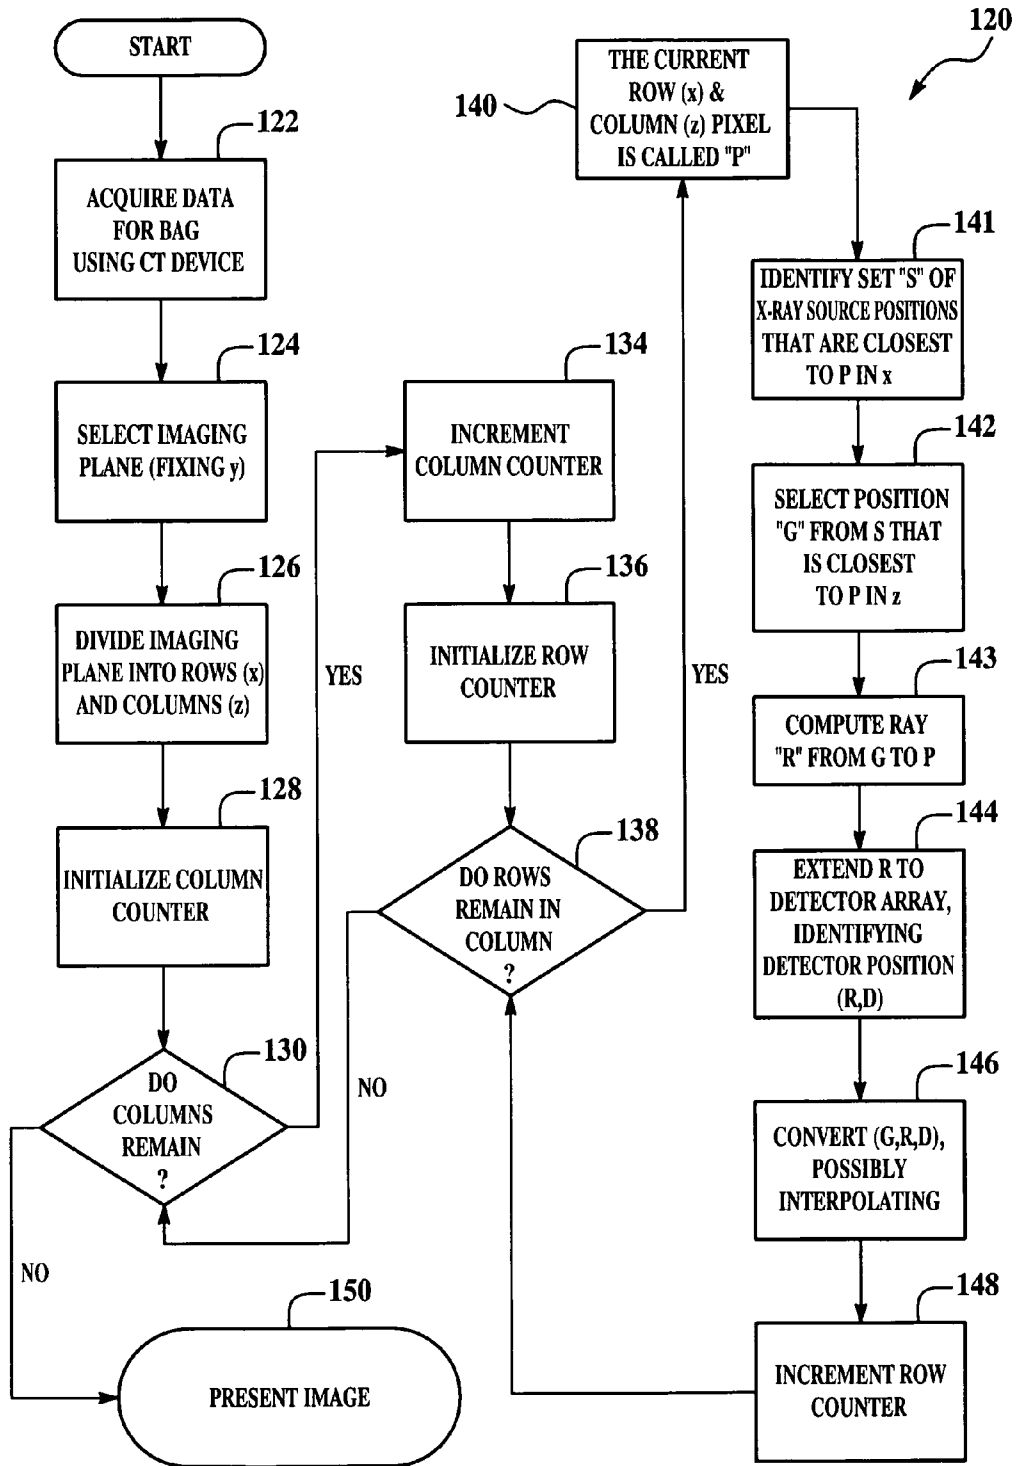 START
122
ACQUIRE DATA
FOR BAG
USING CT DEVICE
124
SELECT IMAGING
PLANE (FIXING y)
126
DIVIDE IMAGING
PLANE INTO ROWS (x)
AND COLUMNS (z)
128
INITIALIZE COLUMN
COUNTER
130
DO
COLUMNS
REMAIN
?
YES
NO
134
INCREMENT
COLUMN COUNTER
136
INITIALIZE ROW
COUNTER
138
DO ROWS
REMAIN IN
COLUMN
?
YES
NO
120
140
THE CURRENT
ROW (x) &
COLUMN (z) PIXEL
IS CALLED "P"
141
IDENTIFY SET "S" OF
X-RAY SOURCE POSITIONS
THAT ARE CLOSEST
TO P IN x
142
SELECT POSITION
"G" FROM S THAT
IS CLOSEST
TO P IN z
143
COMPUTE RAY
"R" FROM G TO P
144
EXTEND R TO
DETECTOR ARRAY,
IDENTIFYING
DETECTOR POSITION
(R,D)
146
CONVERT (G,R,D),
POSSIBLY
INTERPOLATING
148
INCREMENT ROW
COUNTER
150
PRESENT IMAGE